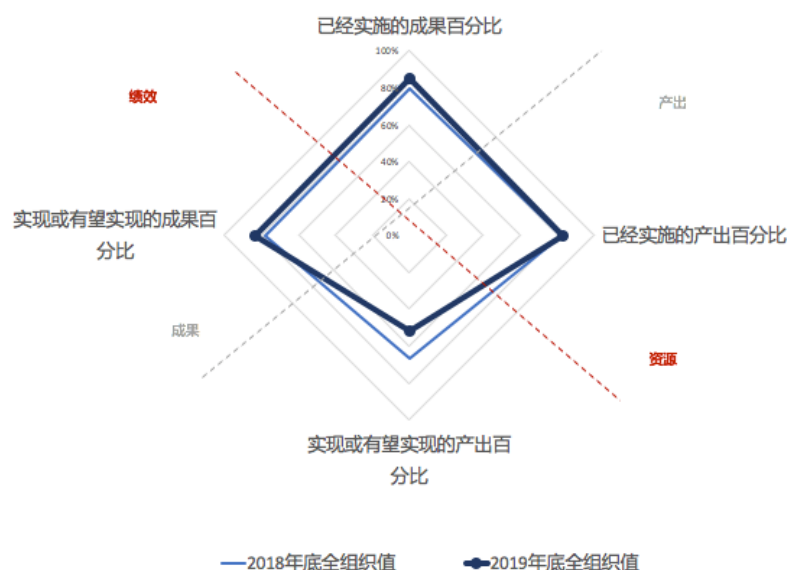 已经实施的成果百分比
100%
绩效
80%
产出
60%
40%
20%
实现或有望实现的成果百
分比
0%
已经实施的产出百分比
成果
资源
实现或有望实现的产出百
分比
2018年底全组织值
2019年底全组织值